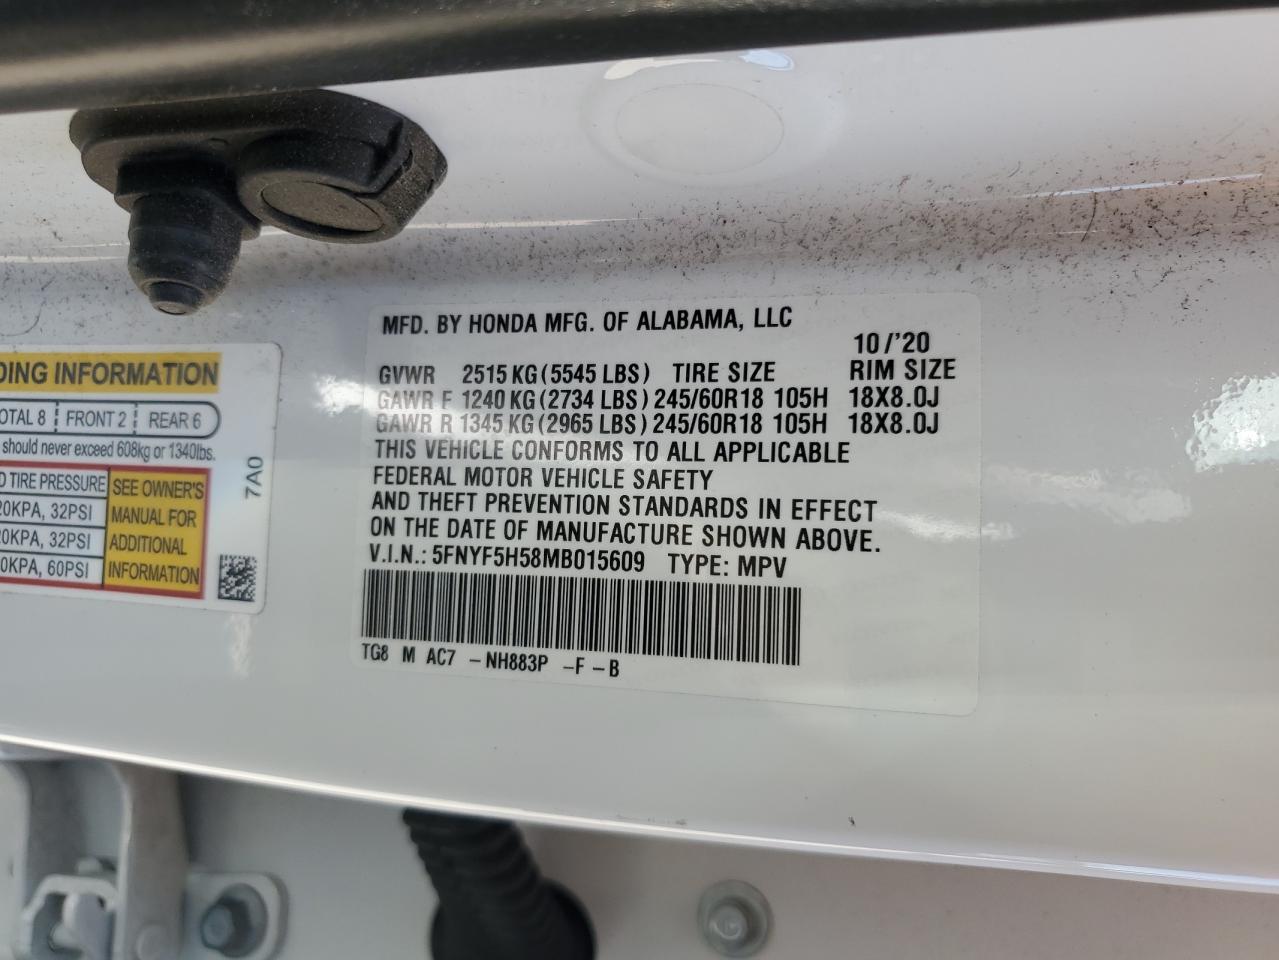 MFD. BY HONDA MFG. OF ALABAMA, LLC
10/'20
GVWR 2515 KG (5545 LBS) TIRE SIZE RIM SIZE
GAWR F 1240 KG (2734 LBS) 245/60R18 105H 18X8.0J
GAWR R 1345 KG (2965 LBS) 245/60R18 105H 18X8.0J
THIS VEHICLE CONFORMS TO ALL APPLICABLE
FEDERAL MOTOR VEHICLE SAFETY
AND THEFT PREVENTION STANDARDS IN EFFECT
ON THE DATE OF MANUFACTURE SHOWN ABOVE.
V.I.N.: 5FNYF5H58MB015609 TYPE: MPV
TG8 M AC7 -NH883P -F-B
DING INFORMATION
OTAL 8 FRONT 2 REAR 6
should never exceed 608kg or 1340lbs.
D TIRE PRESSURE
20KPA, 32PSI
20KPA, 32PSI
0KPA, 60PSI
SEE OWNER'S
MANUAL FOR
ADDITIONAL
INFORMATION
7A0